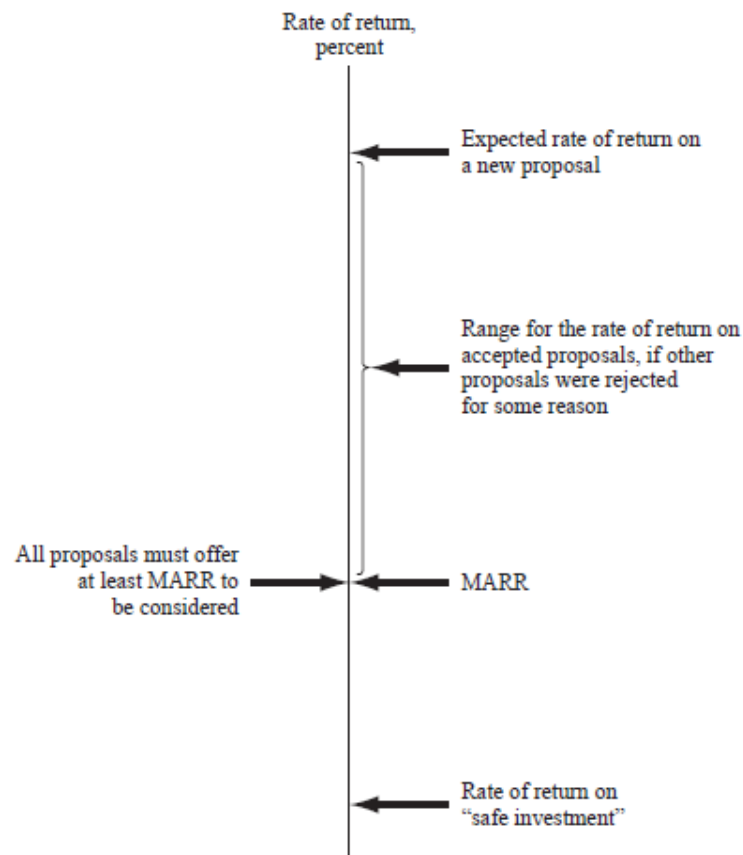 Rate of return,
percent
Expected rate of return on
a new proposal
Range for the rate of return on
accepted proposals, if other
proposals were rejected
for some reason
All proposals must offer
at least MARR to
be considered
MARR
Rate of return on
“safe investment”